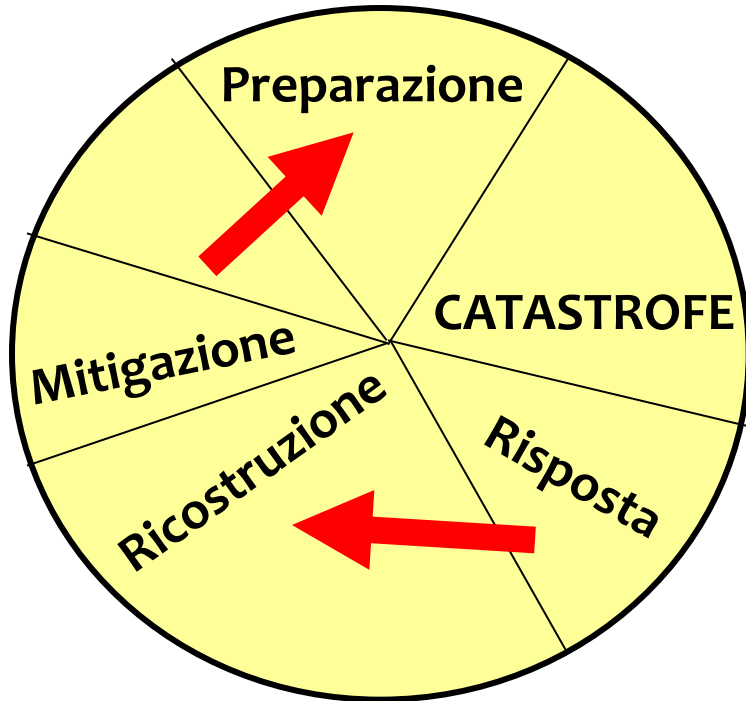 Preparazione
CATASTROFE
Mitigazione
Ricostruzione
Risposta